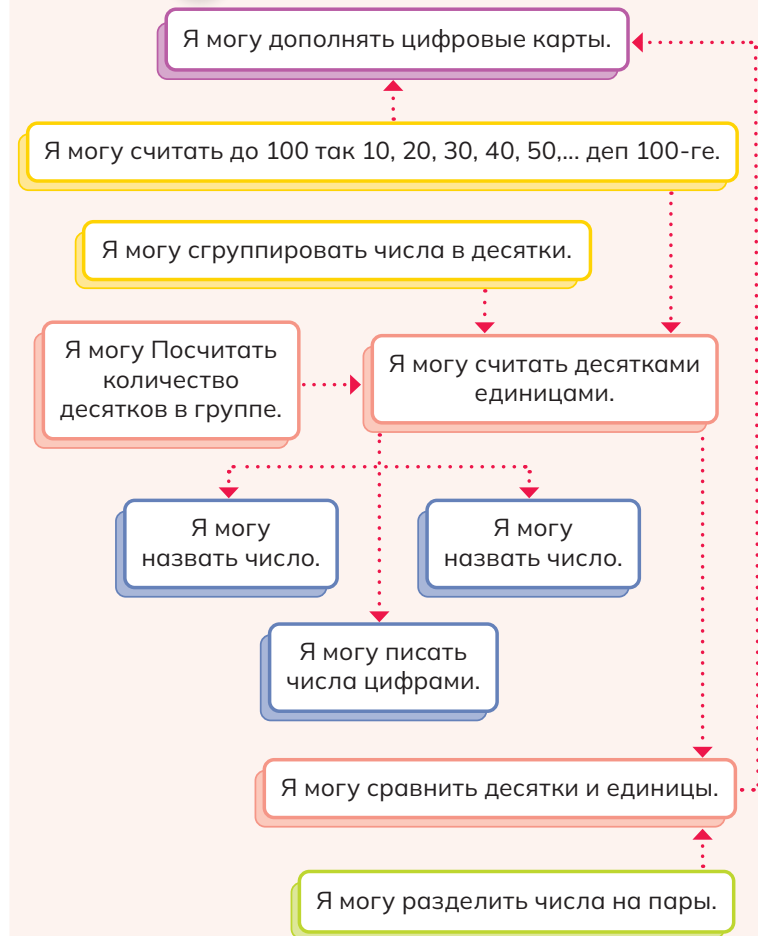 Я могу дополнять цифровые карты.
Я могу считать до 100 так 10, 20, 30, 40, 50,... деп 100-ге.
Я могу сгруппировать числа в десятки.
Я могу Посчитать
количество
десятков в группе.
Я могу считать десятками
единицами.
Я могу
назвать число.
Я могу
назвать число.
Я могу писать
числа цифрами.
Я могу сравнить десятки и единицы.
Я могу разделить числа на пары.